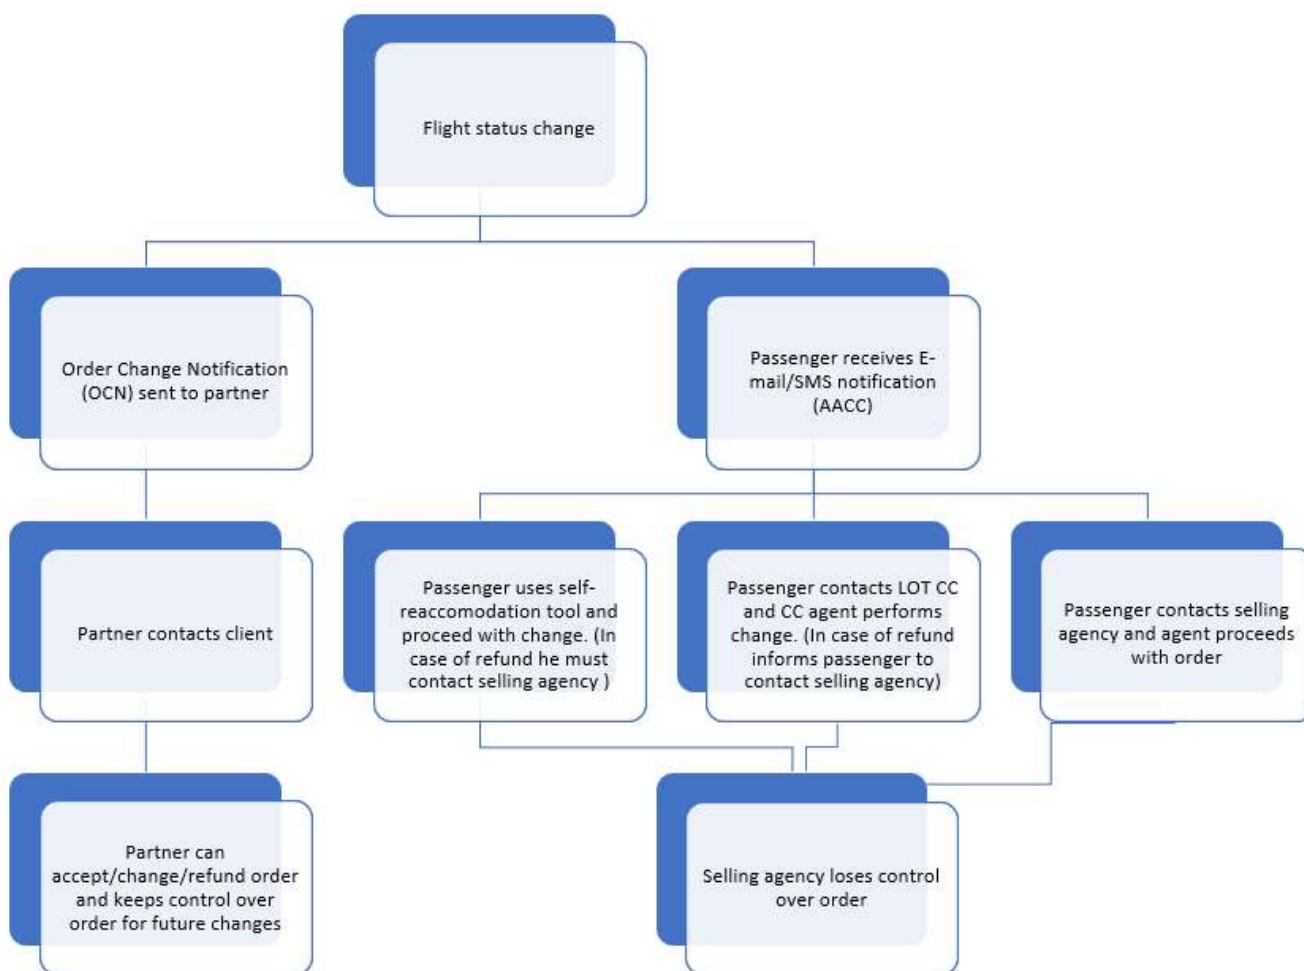 Flight status change
Order Change Notification
(OCN) sent to partner
Passenger receives E-
mail/SMS notification
(AACC)
Partner contacts client
Passenger uses self-
reaccomodation tool and
proceed with change. (In
case of refund he must
contact selling agency )
Passenger contacts LOT CC
and CC agent performs
change. (In case of refund
informs passenger to
contact selling agency)
Passenger contacts selling
agency and agent proceeds
with order
Partner can
accept/change/refund order
and keeps control over
order for future changes
Selling agency loses control
over order